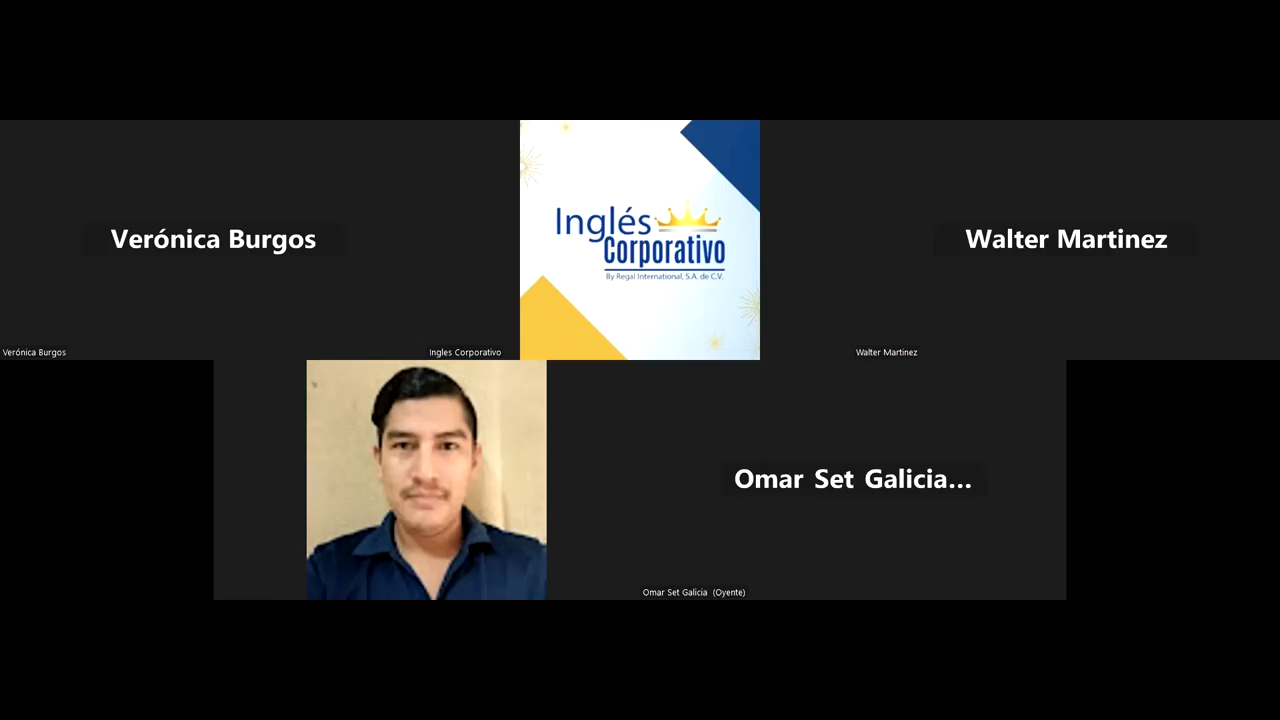 Verónica Burgos
Inglés
Corporativo
By Regal International, S.A. de C.V.
Walter Martinez
Verónica Burgos
Ingles Corporativo
Walter Martinez
Omar Set Galicia...
Omar Set Galicia (Oyente)